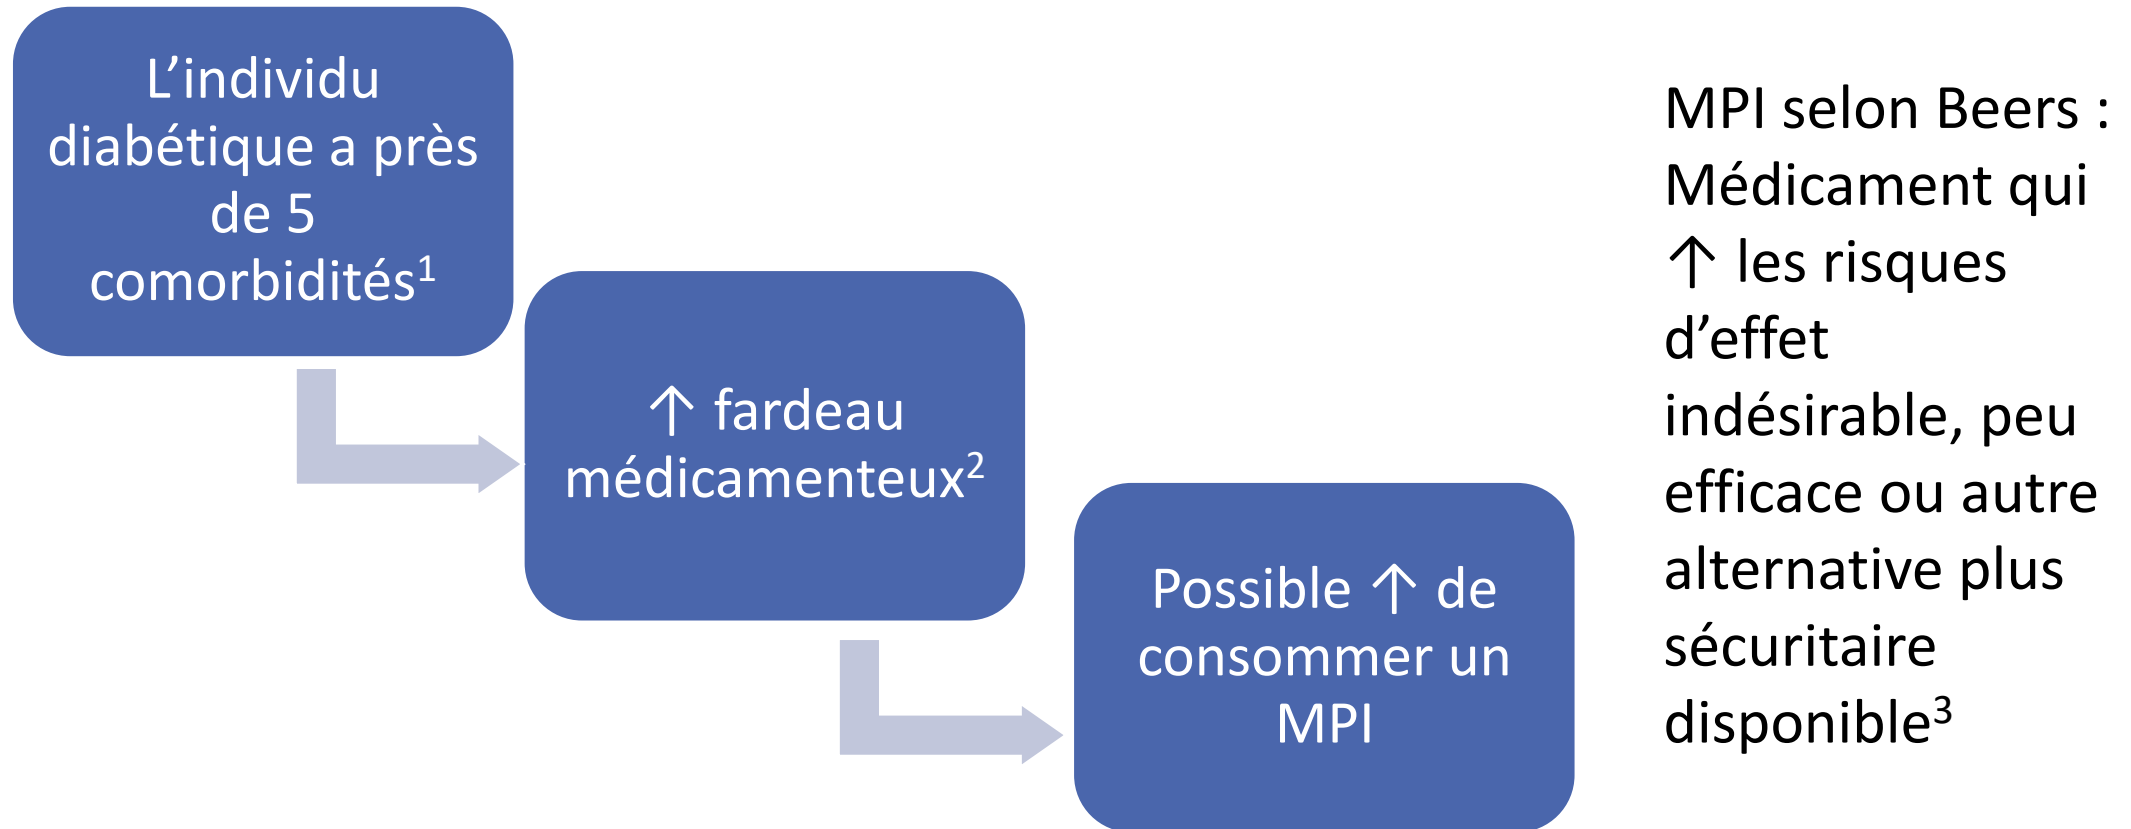 L’individu
diabétique a près
de 5
comorbidités¹
↑ fardeau
médicamenteux²
Possible ↑ de
consommer un
MPI
MPI selon Beers :
Médicament qui
↑ les risques
d’effet
indésirable, peu
efficace ou autre
alternative plus
sécuritaire
disponible³